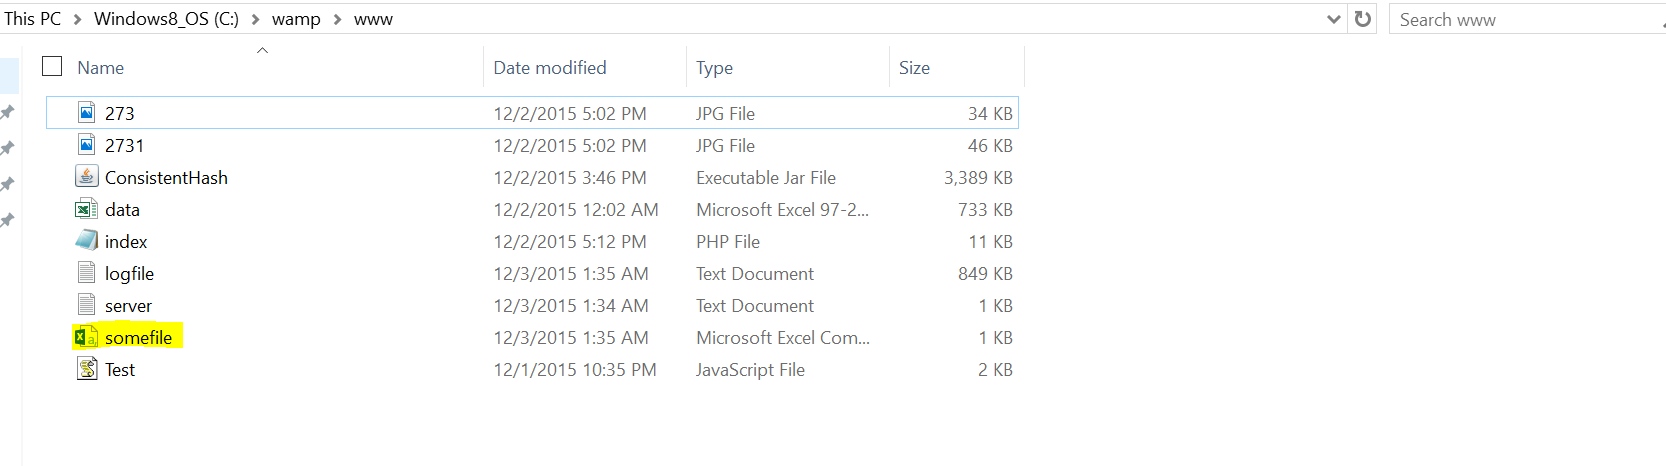 This PC > Windows8_OS (C:) > wamp > www Search www
Name Date modified Type Size
273 12/2/2015 5:02 PM JPG File 34 KB
2731 12/2/2015 5:02 PM JPG File 46 KB
ConsistentHash 12/2/2015 3:46 PM Executable Jar File 3,389 KB
data 12/2/2015 12:02 AM Microsoft Excel 97-2... 733 KB
index 12/2/2015 5:12 PM PHP File 11 KB
logfile 12/3/2015 1:35 AM Text Document 849 KB
server 12/3/2015 1:34 AM Text Document 1 KB
somefile 12/3/2015 1:35 AM Microsoft Excel Com... 1 KB
Test 12/1/2015 10:35 PM JavaScript File 2 KB